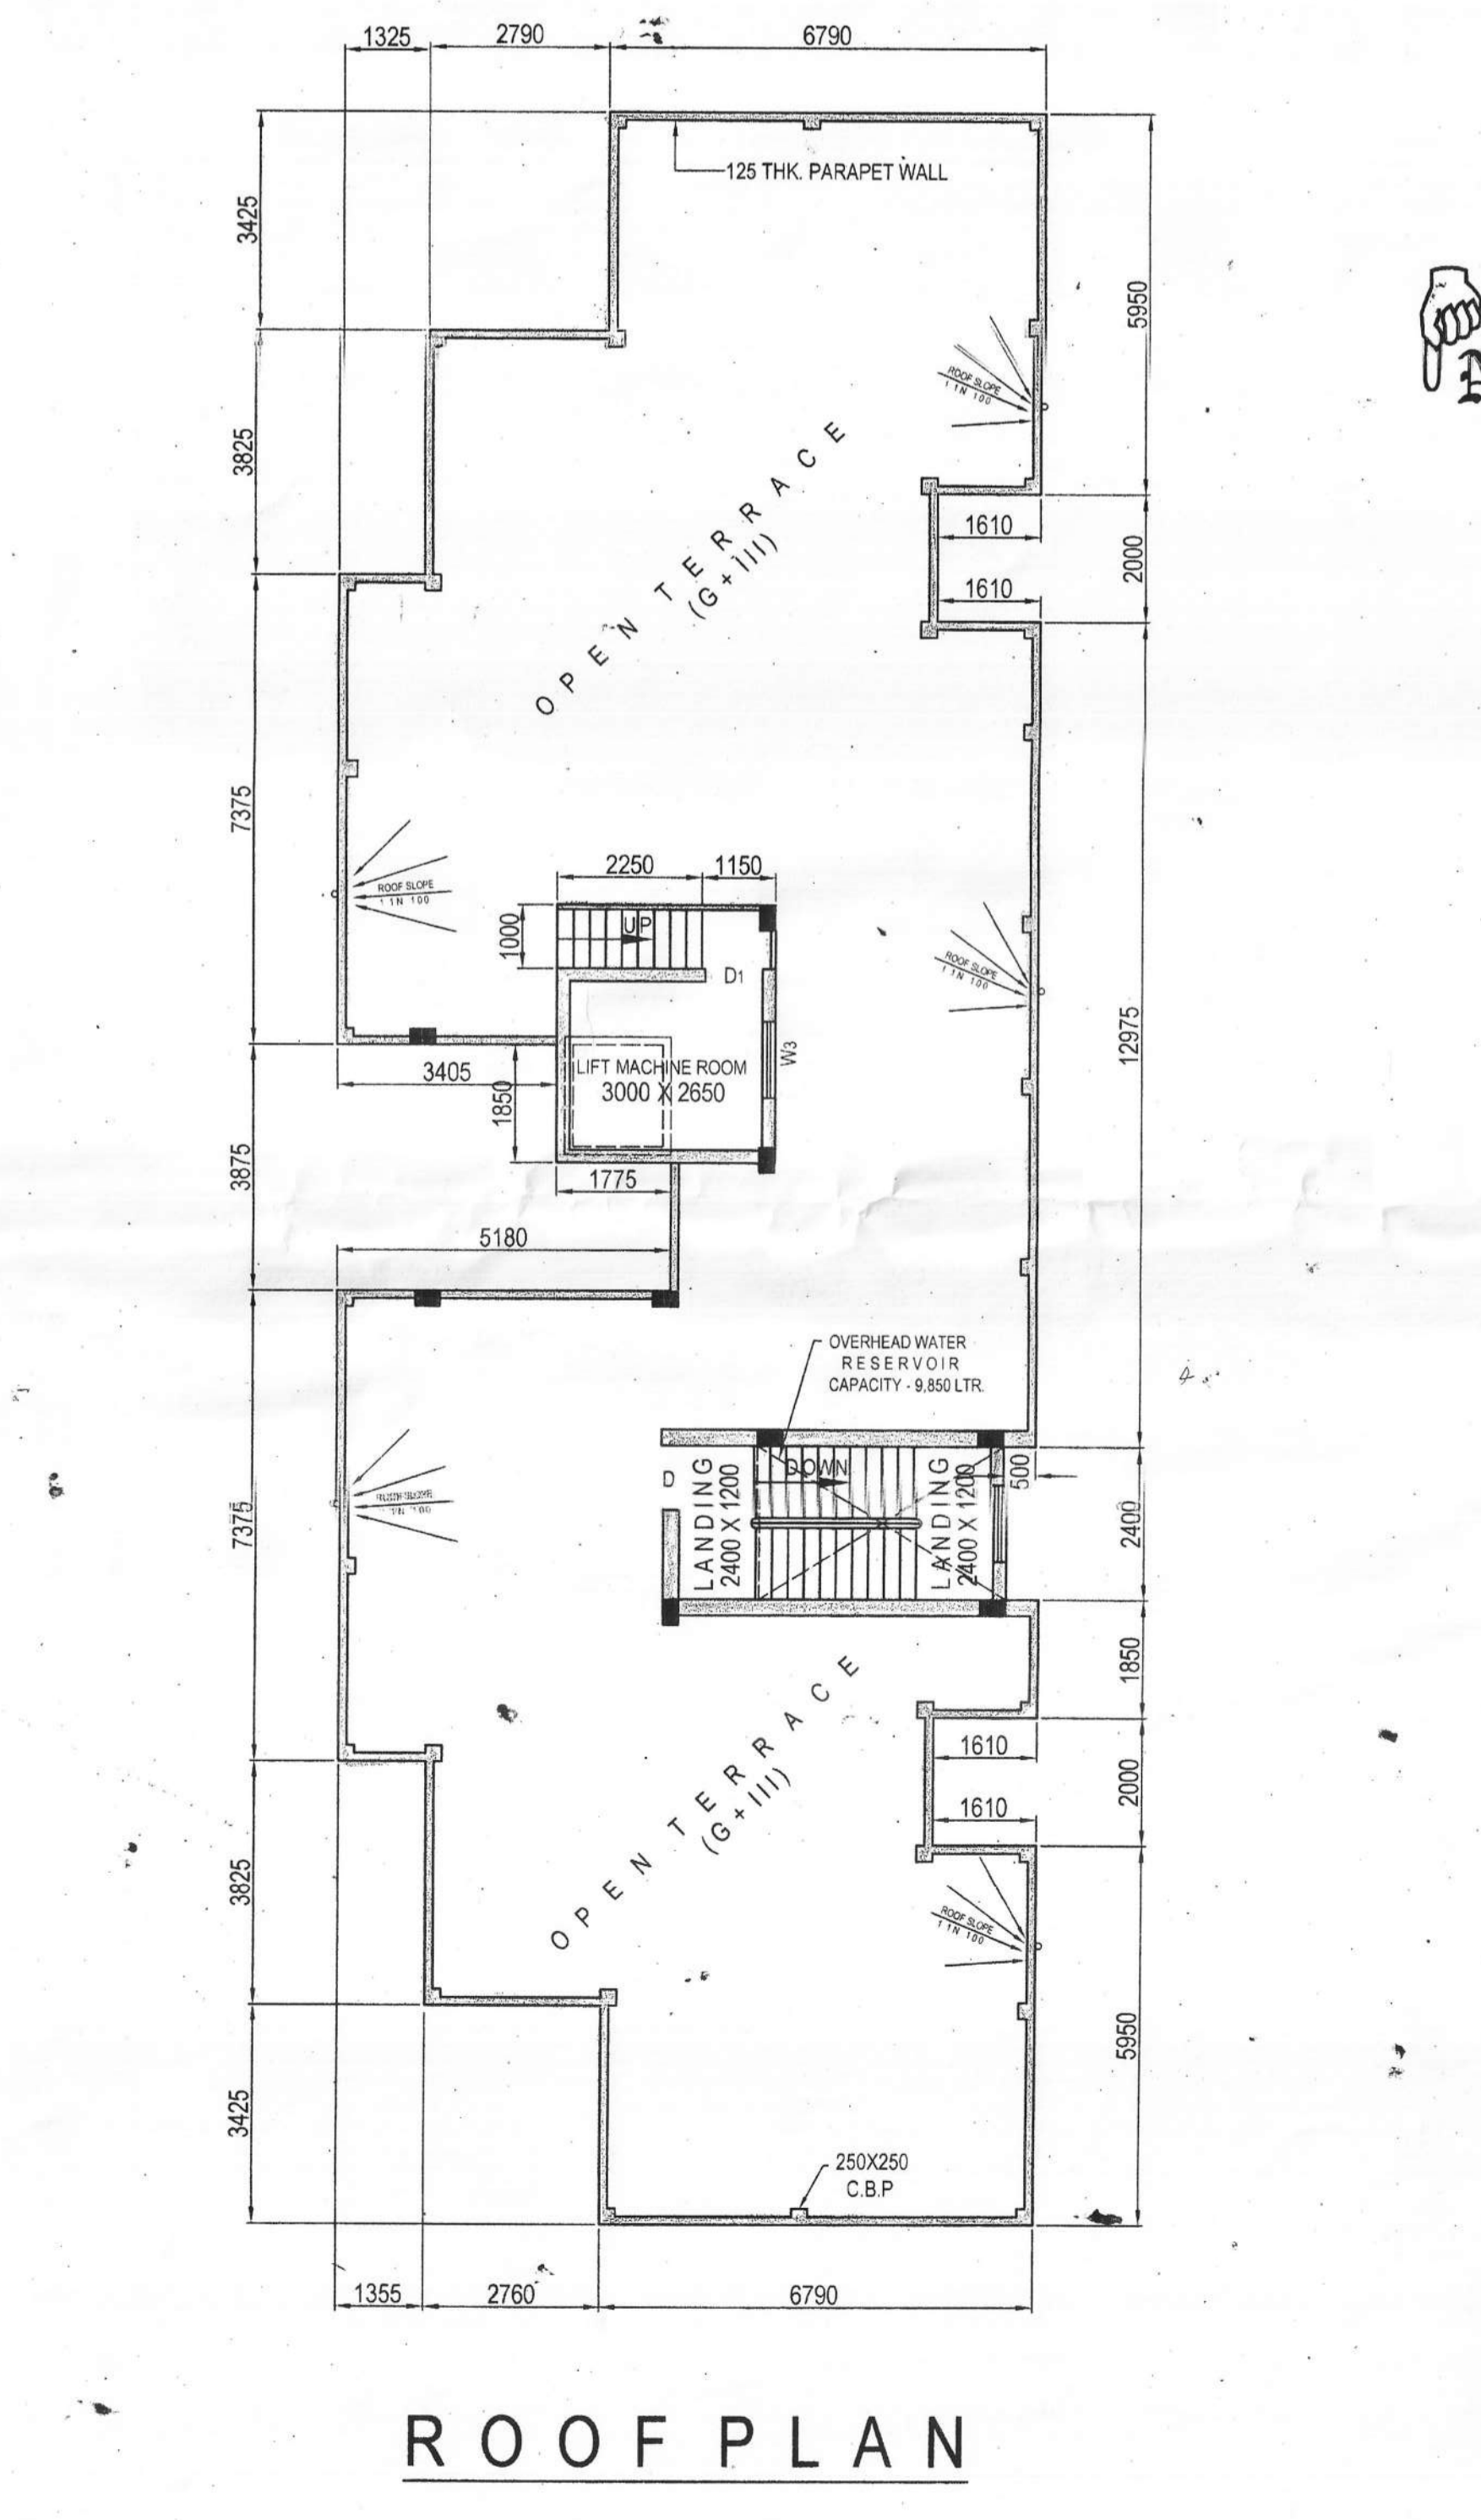 1325
2790
6790
125 THK. PARAPET WALL
3425
5950
ROOF SLOPE
1 IN 100
3825
OPEN TERRACE
(G + III)
1610
2000
1610
7375
ROOF SLOPE
1 IN 100
2250
1150
UP
1000
D1
ROOF SLOPE
1 IN 100
12975
3405
LIFT MACHINE ROOM
3000 X 2650
W3
1850
3875
1775
5180
OVERHEAD WATER
RESERVOIR
CAPACITY - 9,850 LTR.
D
LANDING
2400 X 1200
DOWN
LANDING
2400 X 1200
500
2400
7375
1850
OPEN TERRACE
(G + III)
1610
2000
1610
3825
ROOF SLOPE
1 IN 100
5950
3425
250X250
C.B.P
1355
2760
6790
ROOF PLAN